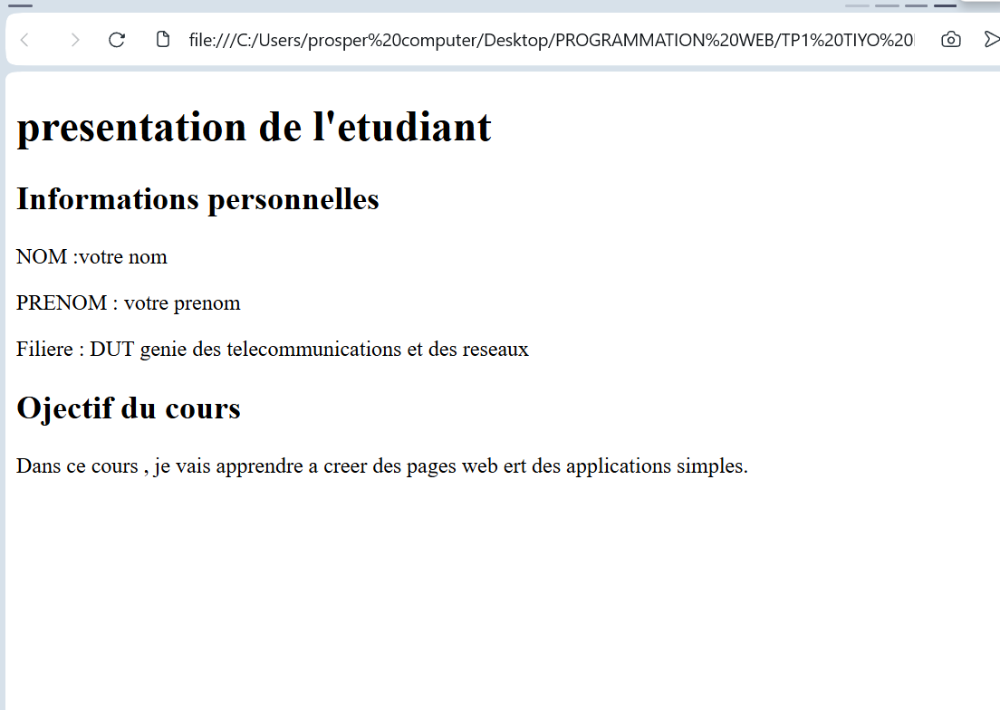 file:///C:/Users/prosper%20computer/Desktop/PROGRAMMATION%20WEB/TP1%20TIYO%20
presentation de l'etudiant
Informations personnelles
NOM :votre nom
PRENOM : votre prenom
Filiere : DUT genie des telecommunications et des reseaux
Ojectif du cours
Dans ce cours , je vais apprendre a creer des pages web ert des applications simples.